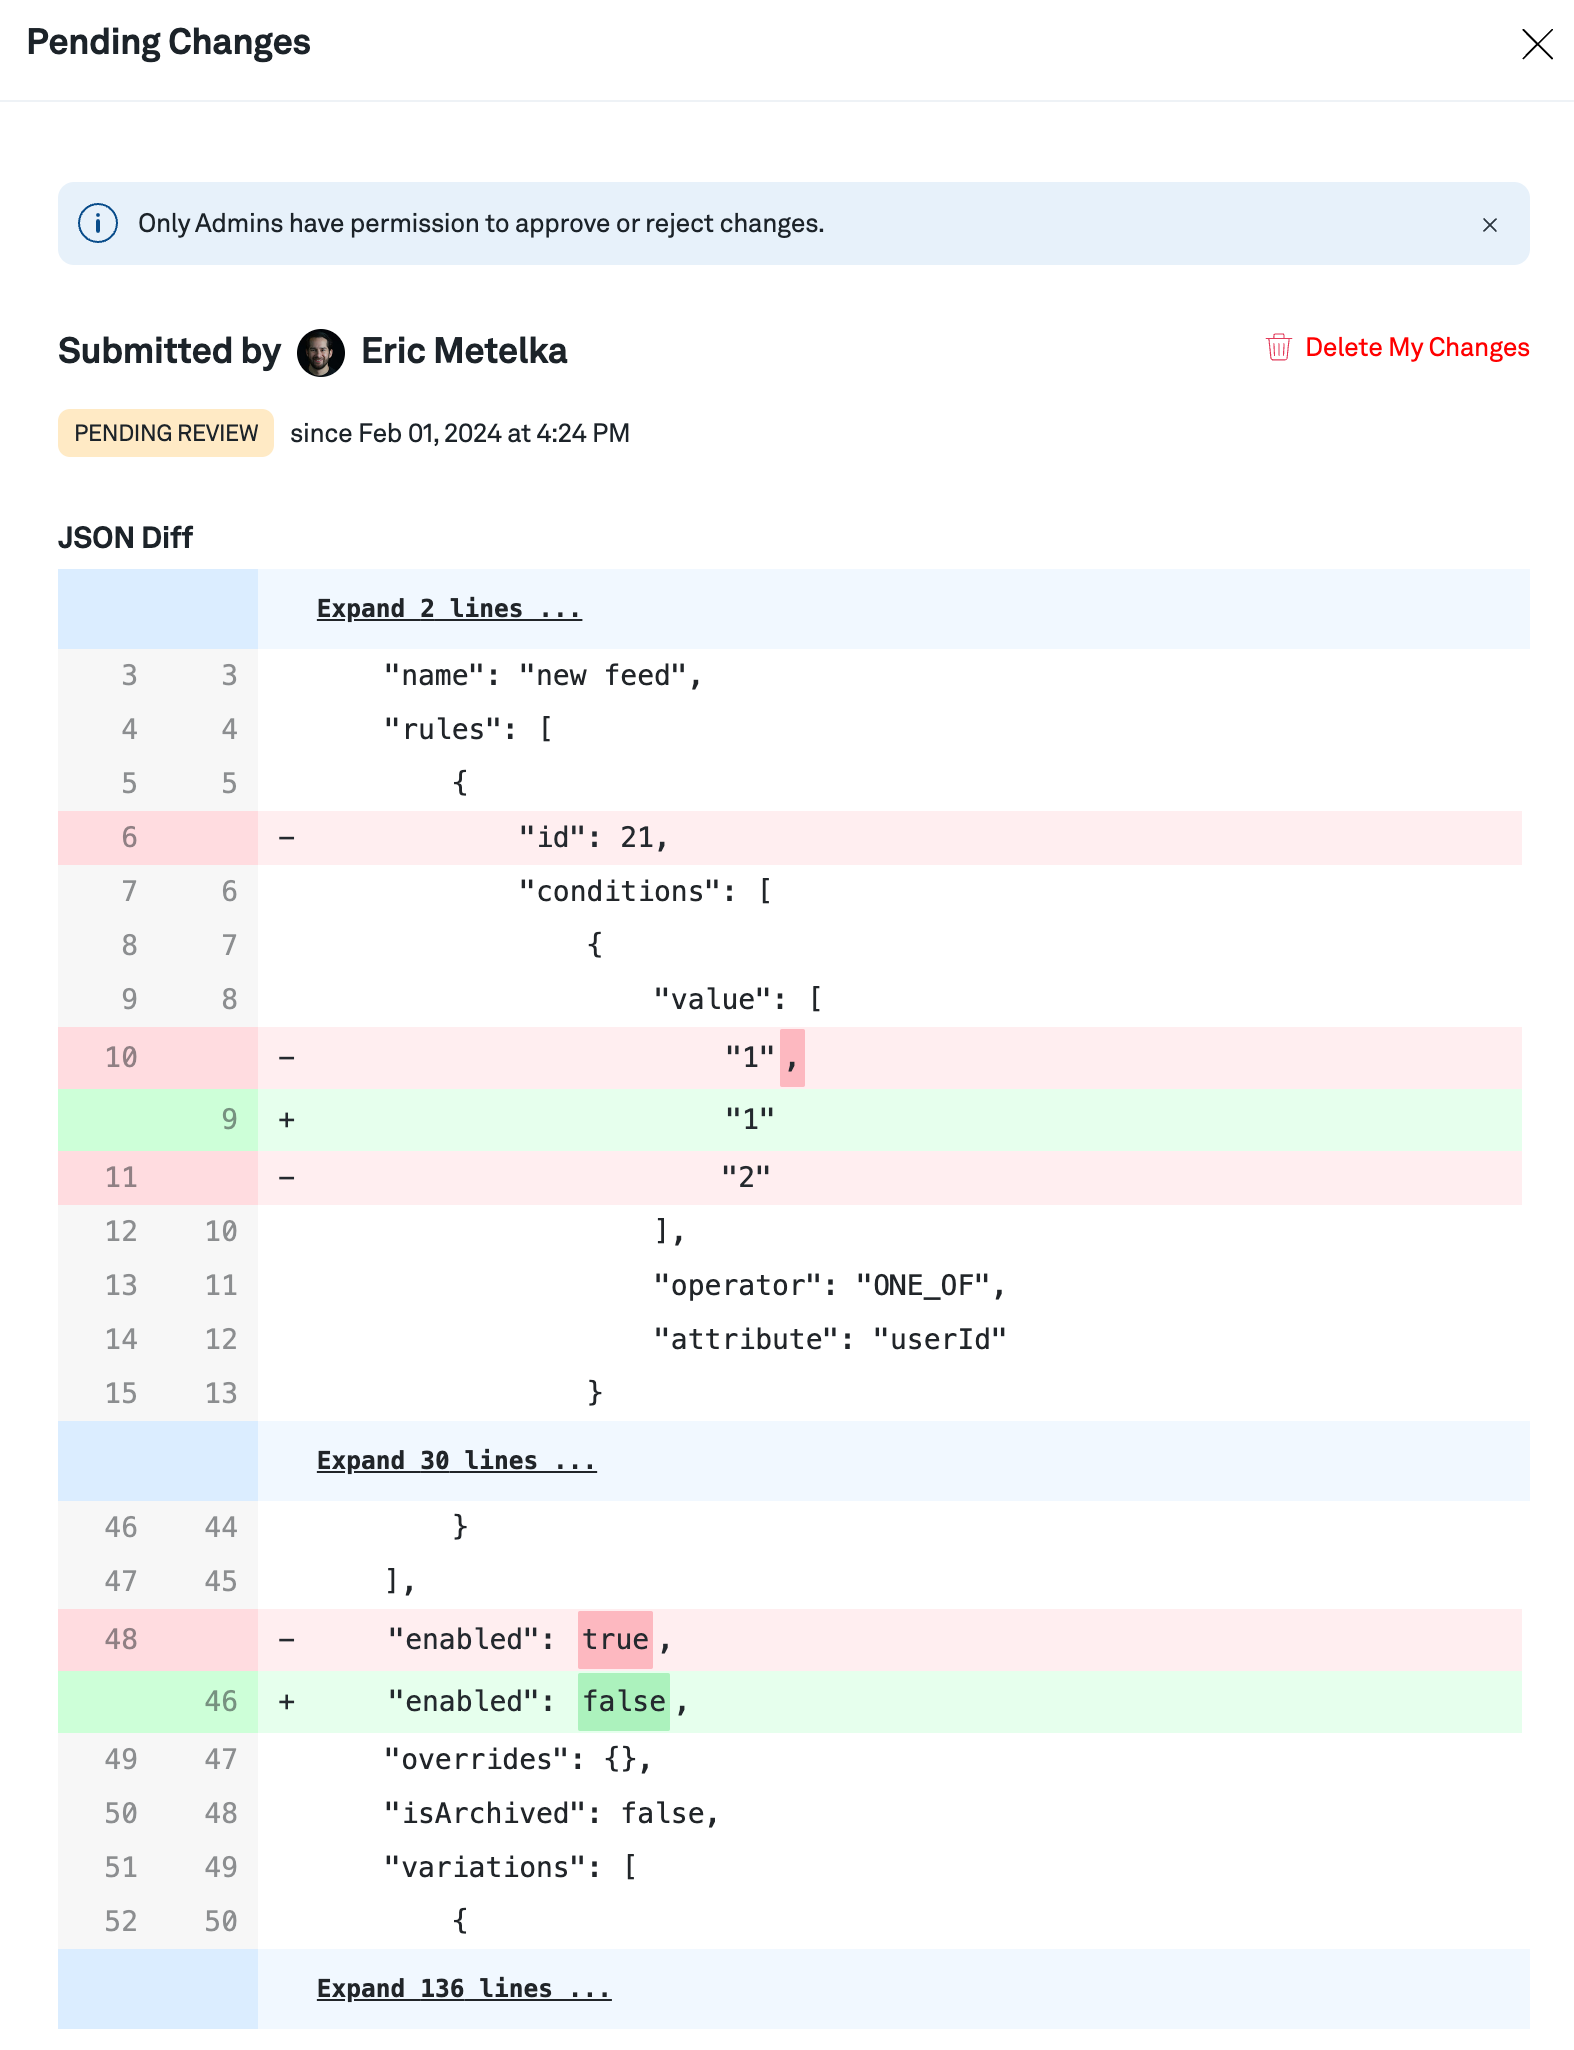 Pending Changes
Only Admins have permission to approve or reject changes.
Submitted by Eric Metelka
Delete My Changes
PENDING REVIEW since Feb 01, 2024 at 4:24 PM
JSON Diff
Expand 2 lines ...
3 3 "name": "new feed",
4 4 "rules": [
5 5 {
6 - "id": 21,
7 6 "conditions": [
8 7 {
9 8 "value": [
10 - "1",
9 + "1"
11 - "2"
12 10 ],
13 11 "operator": "ONE_OF",
14 12 "attribute": "userId"
15 13 }
Expand 30 lines ...
46 44 }
47 45 ],
48 - "enabled": true,
46 + "enabled": false,
49 47 "overrides": {},
50 48 "isArchived": false,
51 49 "variations": [
52 50 {
Expand 136 lines ...